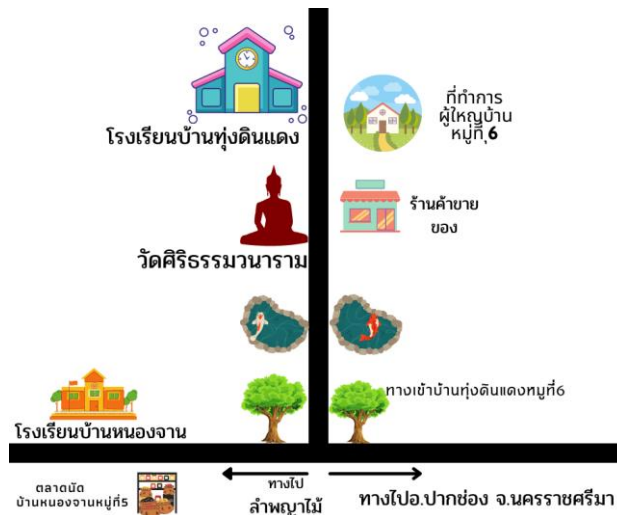 โรงเรียนบ้านทุ่งดินแดง
ที่ทำการ
ผู้ใหญ่บ้าน
หมู่ที่,6
ร้านค้าขาย
ของ
วัดศิริธรรมวนาราม
ทางเข้าบ้านทุ่งดินแดงหมู่ที่6
โรงเรียนบ้านหนองจาน
ตลาดนัด
บ้านหนองจานหมู่ที่5
ทางไป
ลำพญาไม้
ทางไปอ.ปากช่อง จ.นครราชศรีมา